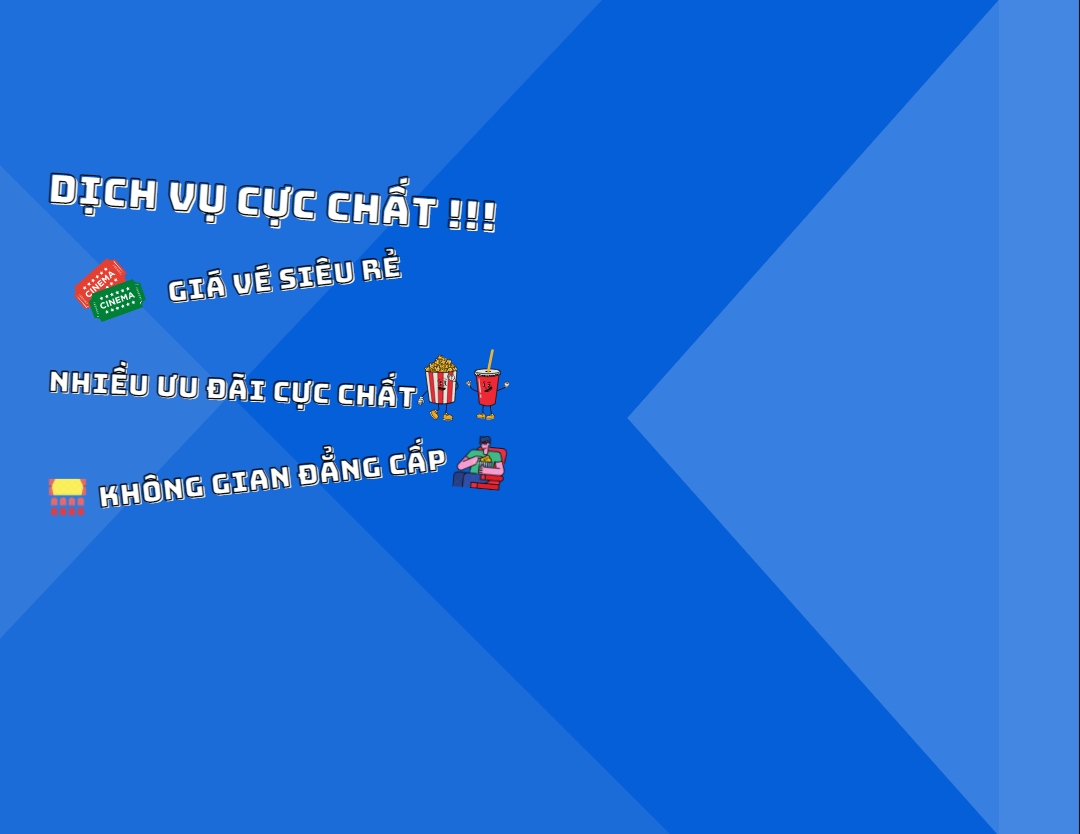 DỊCH VỤ CỰC CHẤT !!!
CINEMA
CINEMA
GIÁ VÉ SIÊU RẺ
NHIỀU ƯU ĐÃI CỰC CHẤT
KHÔNG GIAN ĐẲNG CẤP